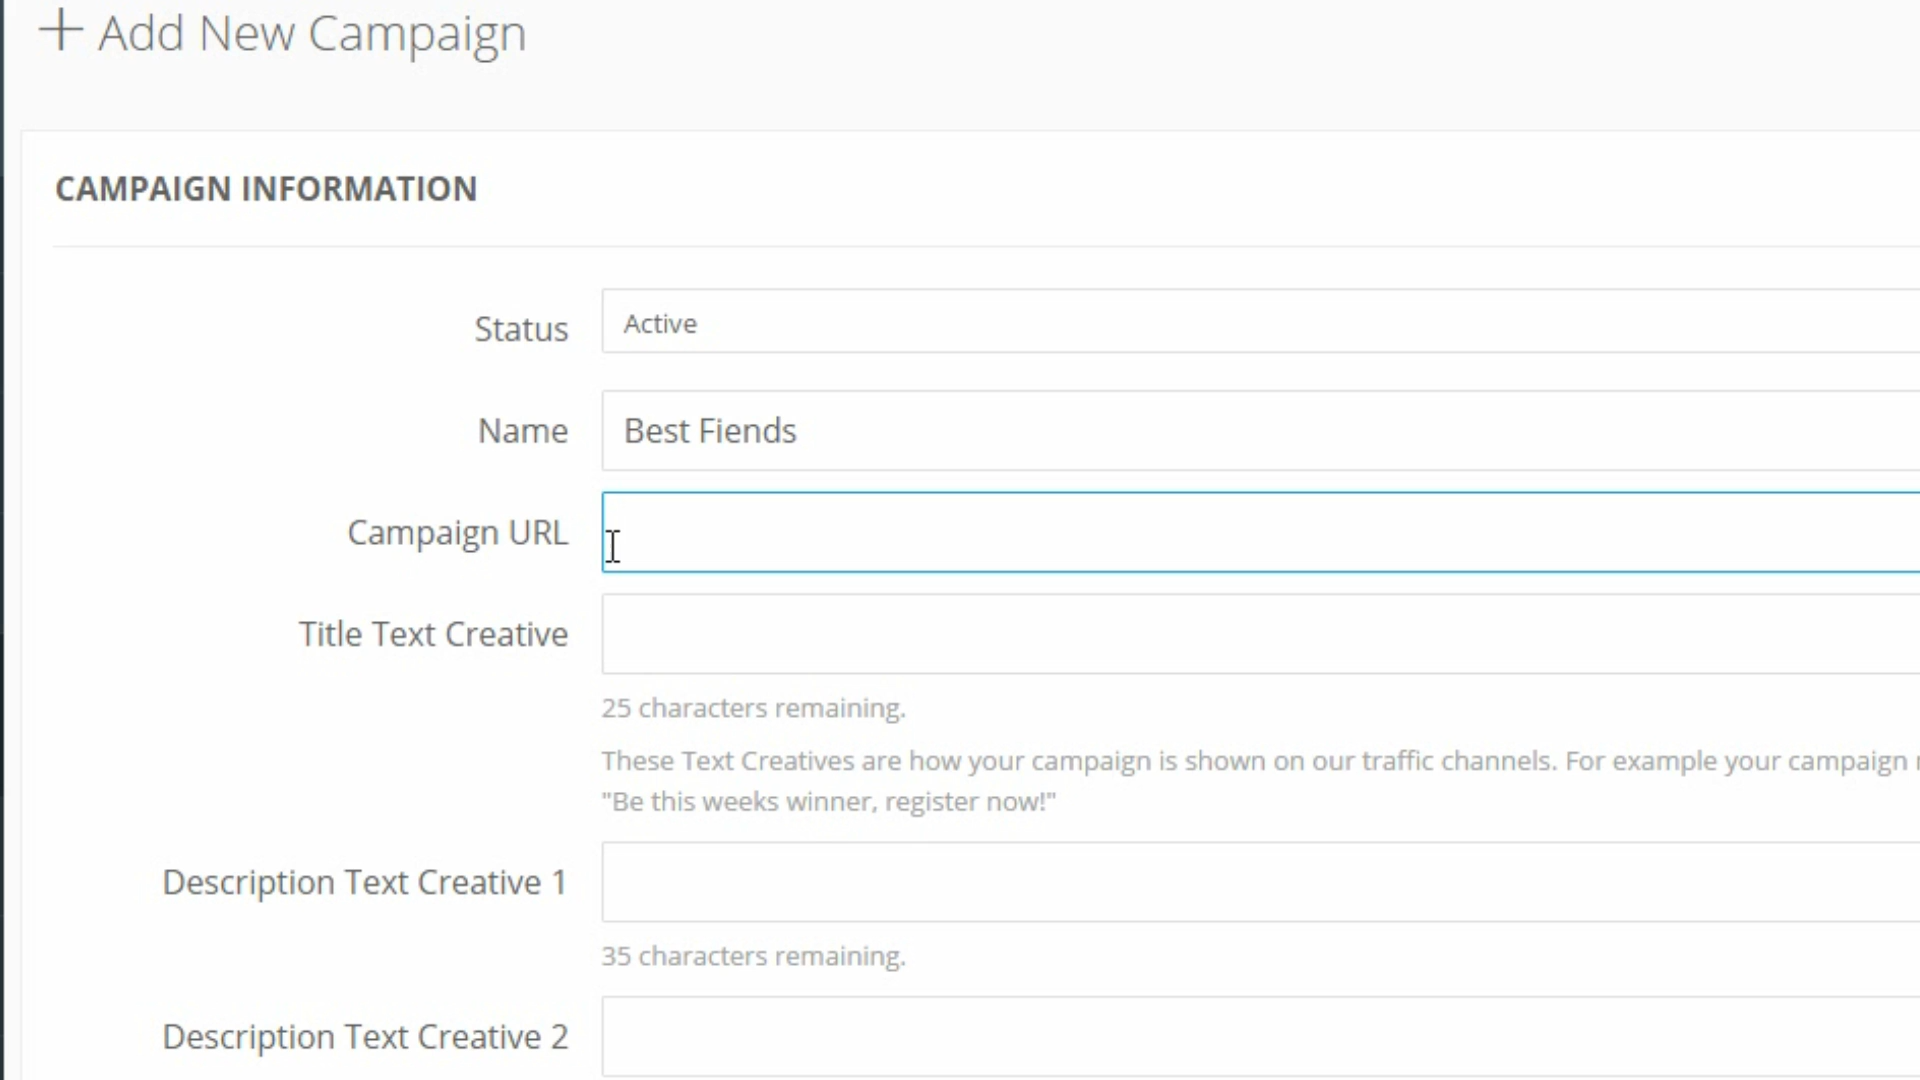 + Add New Campaign
CAMPAIGN INFORMATION
Status Active
Name Best Fiends
Campaign URL
Title Text Creative
25 characters remaining.
These Text Creatives are how your campaign is shown on our traffic channels. For example your campaign
"Be this weeks winner, register now!"
Description Text Creative 1
35 characters remaining.
Description Text Creative 2